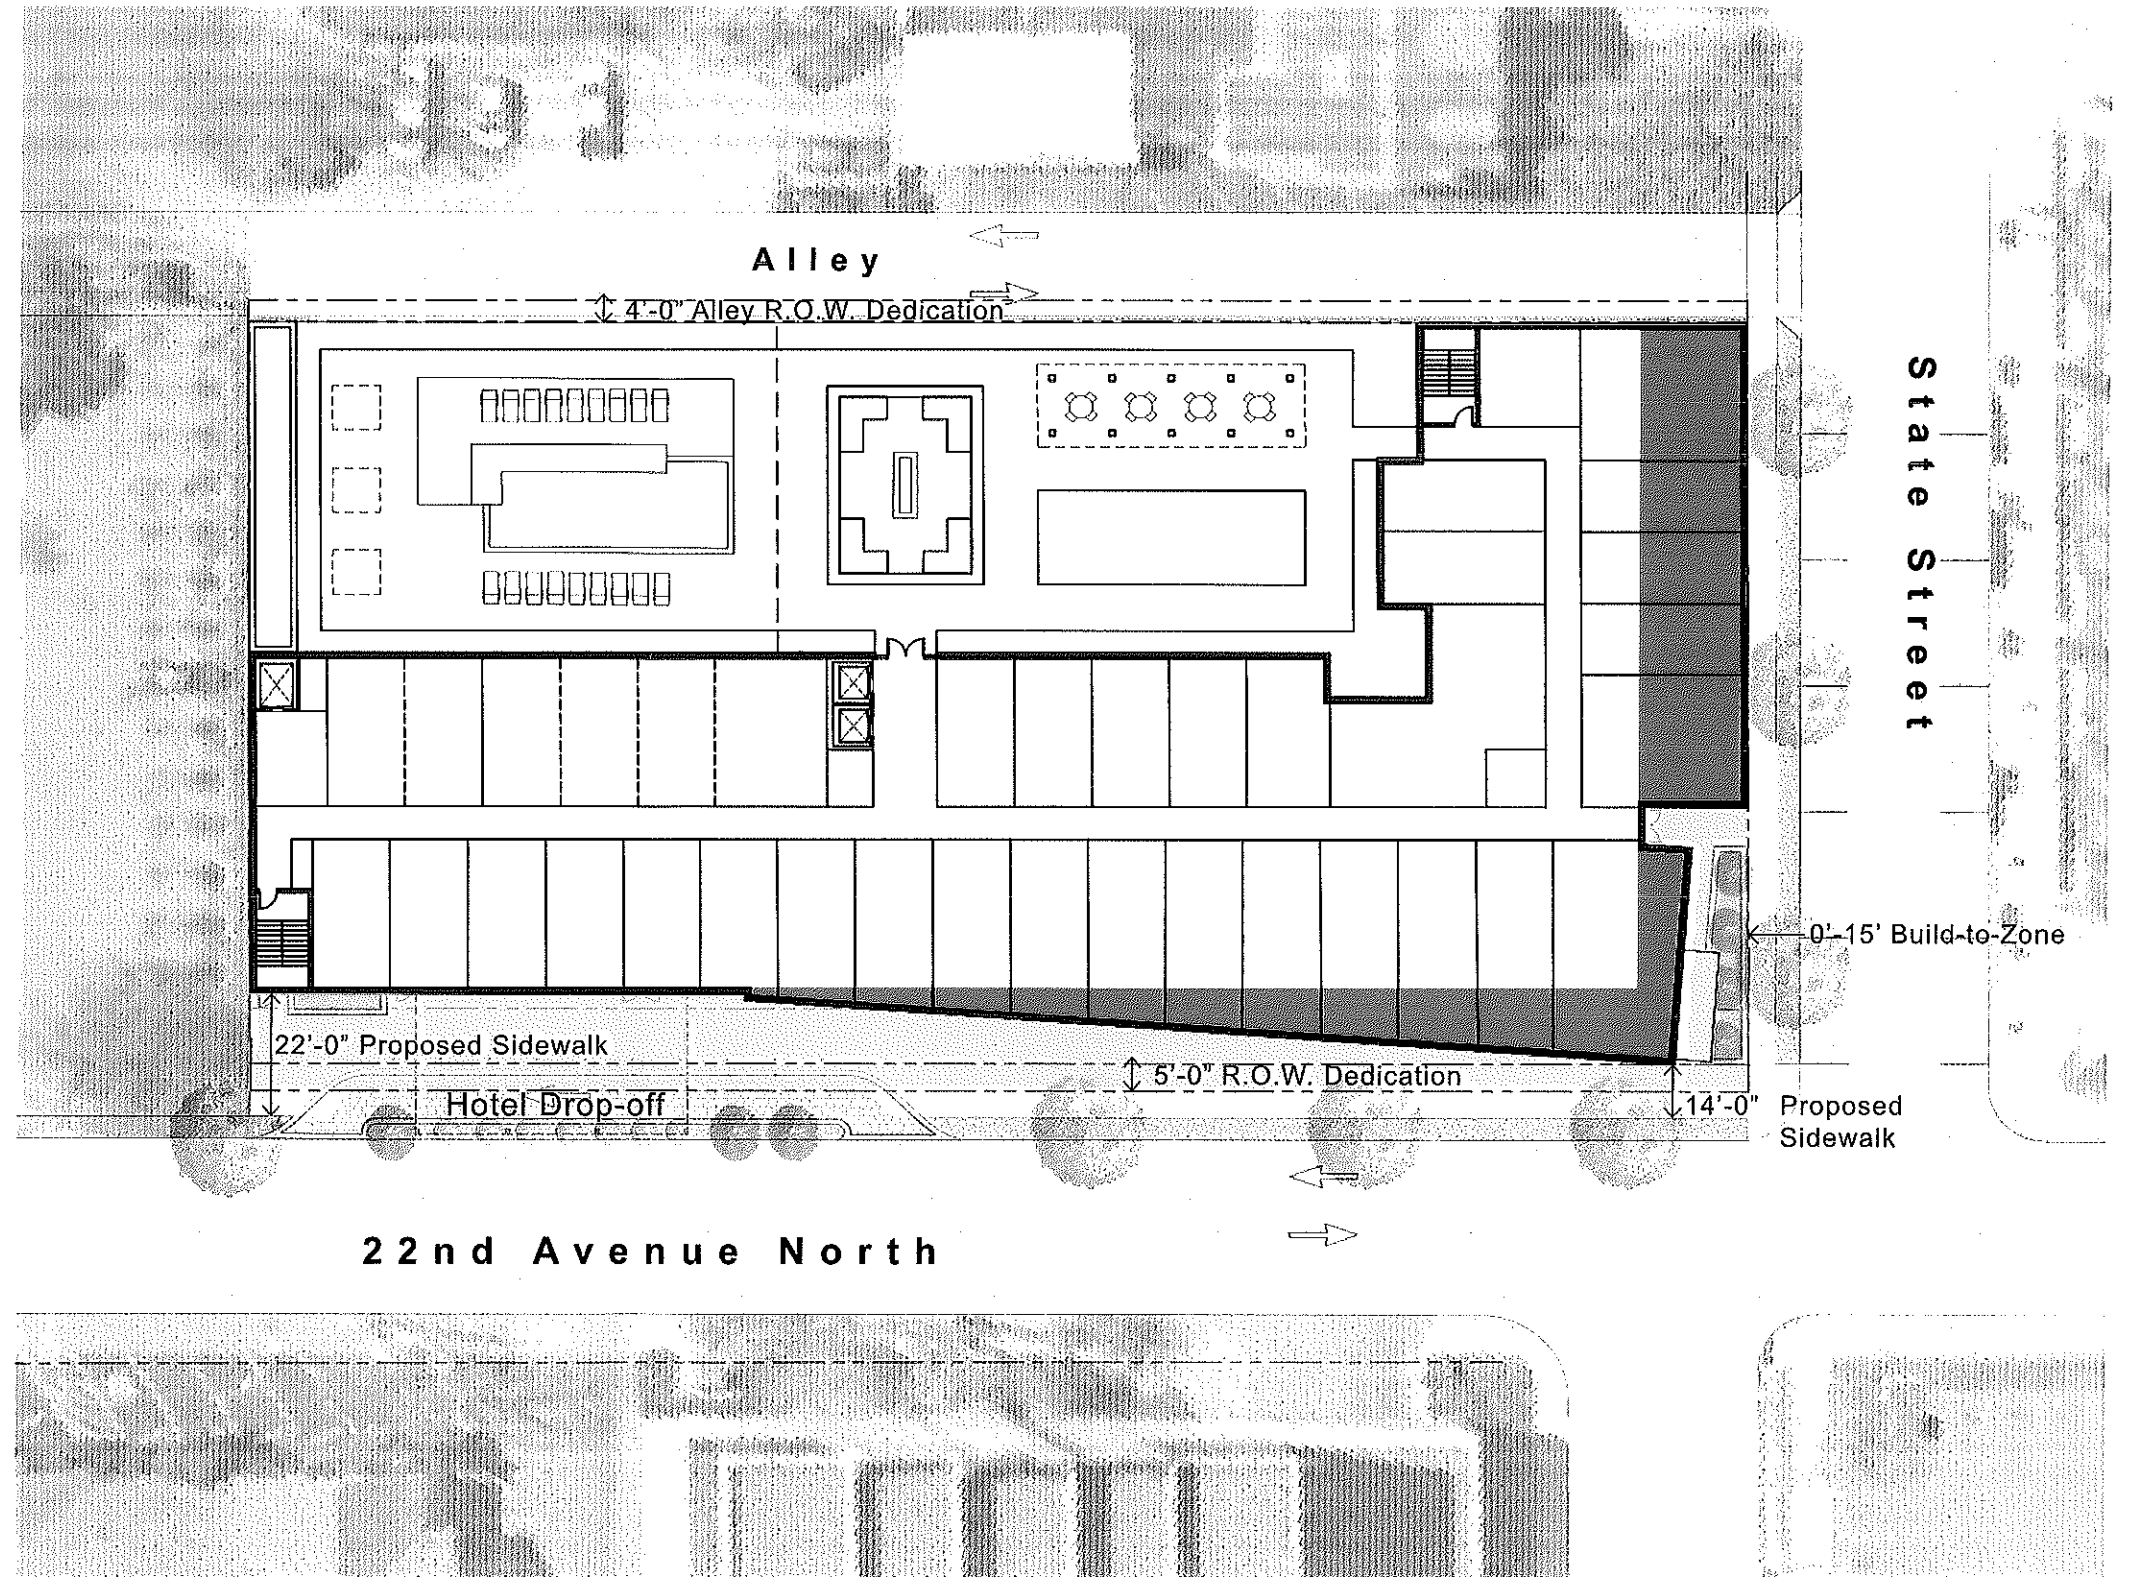 Alley
4'-0" Alley R.O.W. Dedication
State Street
0'-15' Build-to-Zone
22'-0" Proposed Sidewalk
5'-0" R.O.W. Dedication
Hotel Drop-off
14'-0" Proposed
Sidewalk
22nd Avenue North